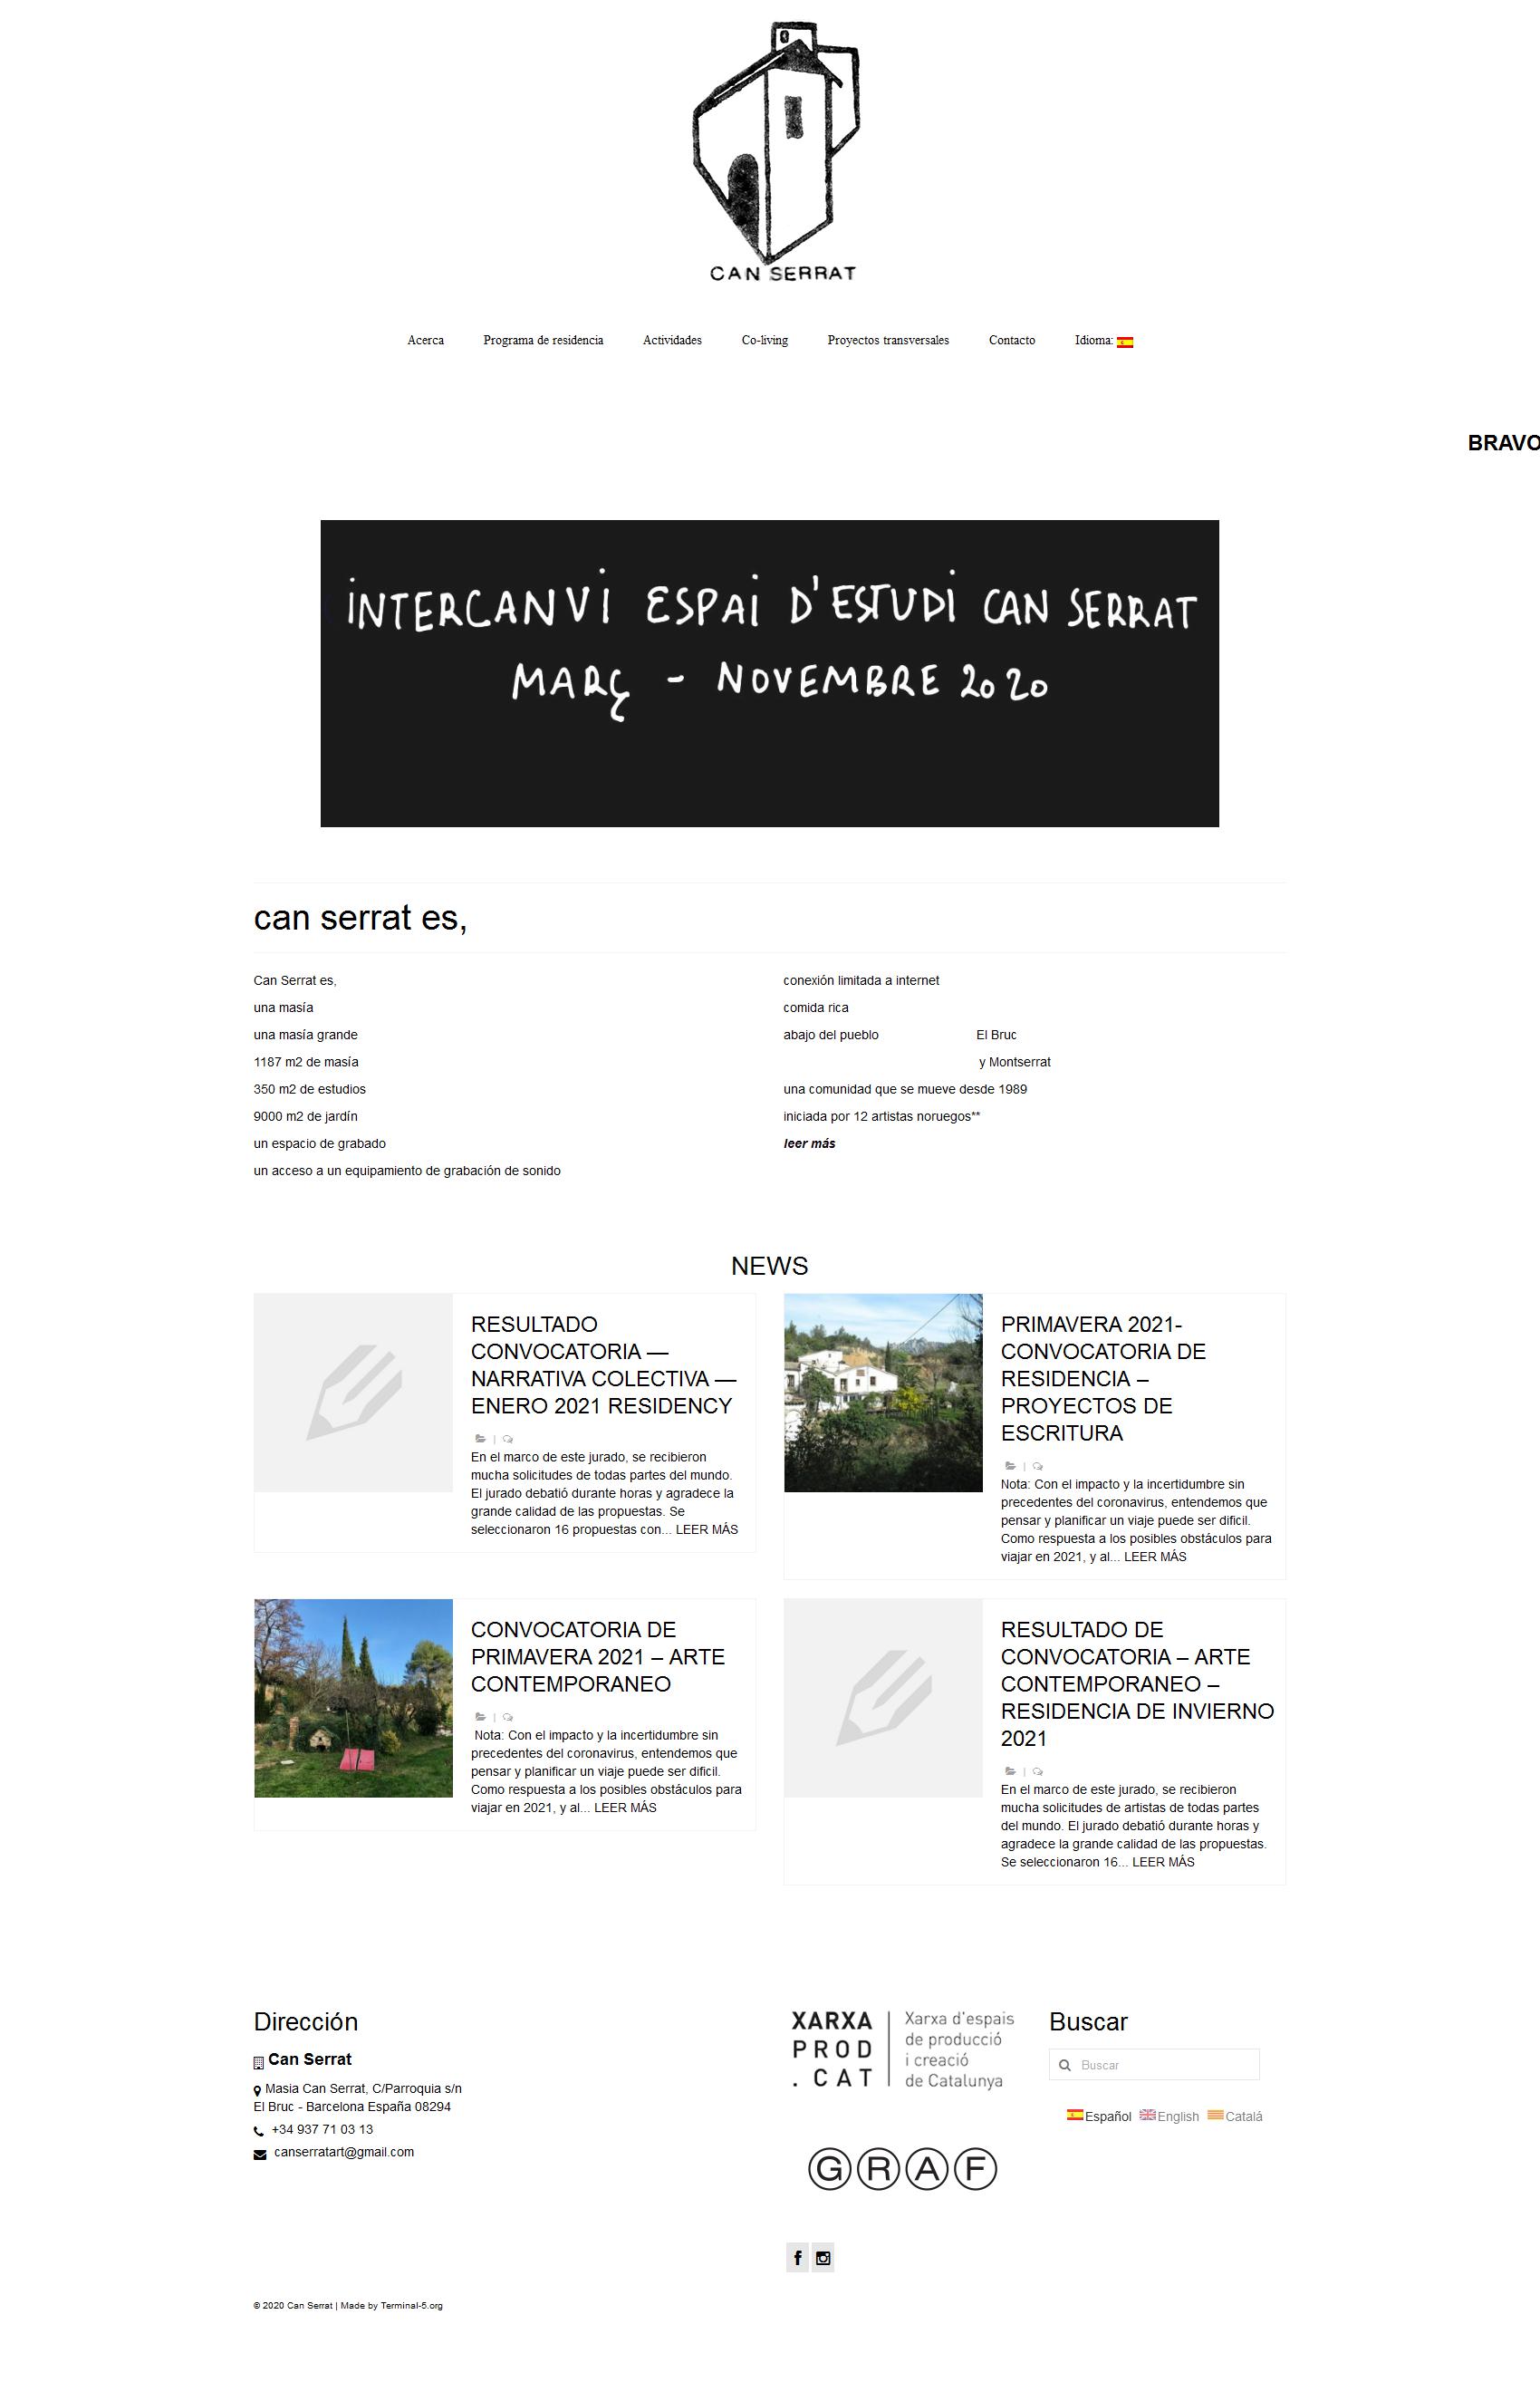 CAN SERRAT
Acerca Programa de residencia Actividades Co-living Proyectos transversales Contacto Idioma:
BRAVO
INTERCANVI ESPAI D'ESTUDI CAN SERRAT
MARÇ - NOVEMBRE 2020
can serrat es,
Can Serrat es,
una masía
una masía grande
1187 m2 de masía
350 m2 de estudios
9000 m2 de jardín
un espacio de grabado
un acceso a un equipamiento de grabación de sonido
conexión limitada a internet
comida rica
abajo del pueblo El Bruc
y Montserrat
una comunidad que se mueve desde 1989
iniciada por 12 artistas noruegos**
leer más
NEWS
RESULTADO
CONVOCATORIA —
NARRATIVA COLECTIVA —
ENERO 2021 RESIDENCY
|
En el marco de este jurado, se recibieron
mucha solicitudes de todas partes del mundo.
El jurado debatió durante horas y agradece la
grande calidad de las propuestas. Se
seleccionaron 16 propuestas con... LEER MÁS
PRIMAVERA 2021-
CONVOCATORIA DE
RESIDENCIA –
PROYECTOS DE
ESCRITURA
|
Nota: Con el impacto y la incertidumbre sin
precedentes del coronavirus, entendemos que
pensar y planificar un viaje puede ser dificil.
Como respuesta a los posibles obstáculos para
viajar en 2021, y al... LEER MÁS
CONVOCATORIA DE
PRIMAVERA 2021 – ARTE
CONTEMPORANEO
|
Nota: Con el impacto y la incertidumbre sin
precedentes del coronavirus, entendemos que
pensar y planificar un viaje puede ser dificil.
Como respuesta a los posibles obstáculos para
viajar en 2021, y al... LEER MÁS
RESULTADO DE
CONVOCATORIA – ARTE
CONTEMPORANEO –
RESIDENCIA DE INVIERNO
2021
|
En el marco de este jurado, se recibieron
mucha solicitudes de artistas de todas partes
del mundo. El jurado debatió durante horas y
agradece la grande calidad de las propuestas.
Se seleccionaron 16... LEER MÁS
Dirección
Can Serrat
Masia Can Serrat, C/Parroquia s/n
El Bruc - Barcelona España 08294
+34 937 71 03 13
canserratart@gmail.com
XARXA
PROD
.CAT
Xarxa d'espais
de producció
i creació
de Catalunya
GRAF
Buscar
Buscar
Español English Catalá
© 2020 Can Serrat | Made by Terminal-5.org